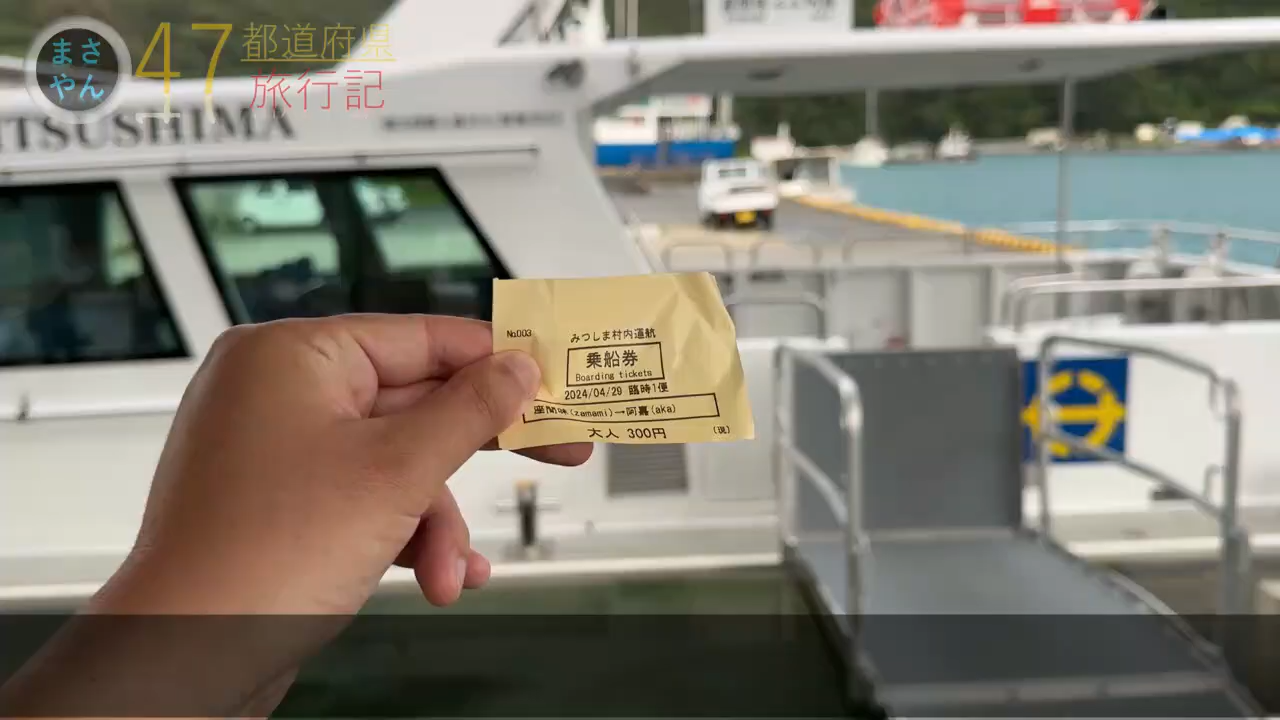 まさ
やん
47
都道府県
旅行記
ITSUSHIMA
No.003
みつしま村内運航
乗船券
Boarding tickets
2024/04/29 臨時1便
座間味(zamami)→阿嘉(aka)
大人 300円
(現)